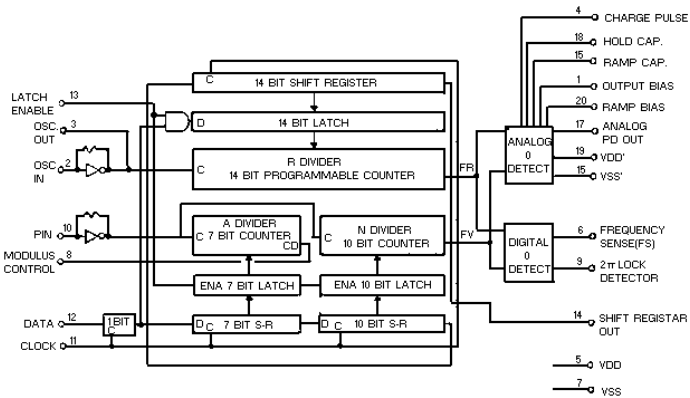 4 CHARGE PULSE
18 HOLD CAP.
15 RAMP CAP.
1 OUTPUT BIAS
20 RAMP BIAS
17 ANALOG
PD OUT
19 VDD'
15 VSS'
C
14 BIT SHIFT REGISTER
LATCH
ENABLE 13
D 14 BIT LATCH
OSC.
OUT 3
OSC
IN 2
C R DIVIDER
14 BIT PROGRAMMABLE COUNTER
FR
ANALOG
0
DETECT
PIN 10
MODULUS
CONTROL 8
A DIVIDER
C 7 BIT COUNTER
CD
N DIVIDER
C 10 BIT COUNTER
FV
DIGITAL
0
DETECT
6 FREQUENCY
SENSE(FS)
9 2π LOCK
DETECTOR
ENA 7 BIT LATCH
ENA 10 BIT LATCH
DATA 12
1 BIT
C
D C 7 BIT S-R
D C 10 BIT S-R
14 SHIFT REGISTAR
OUT
CLOCK 11
5 VDD
7 VSS